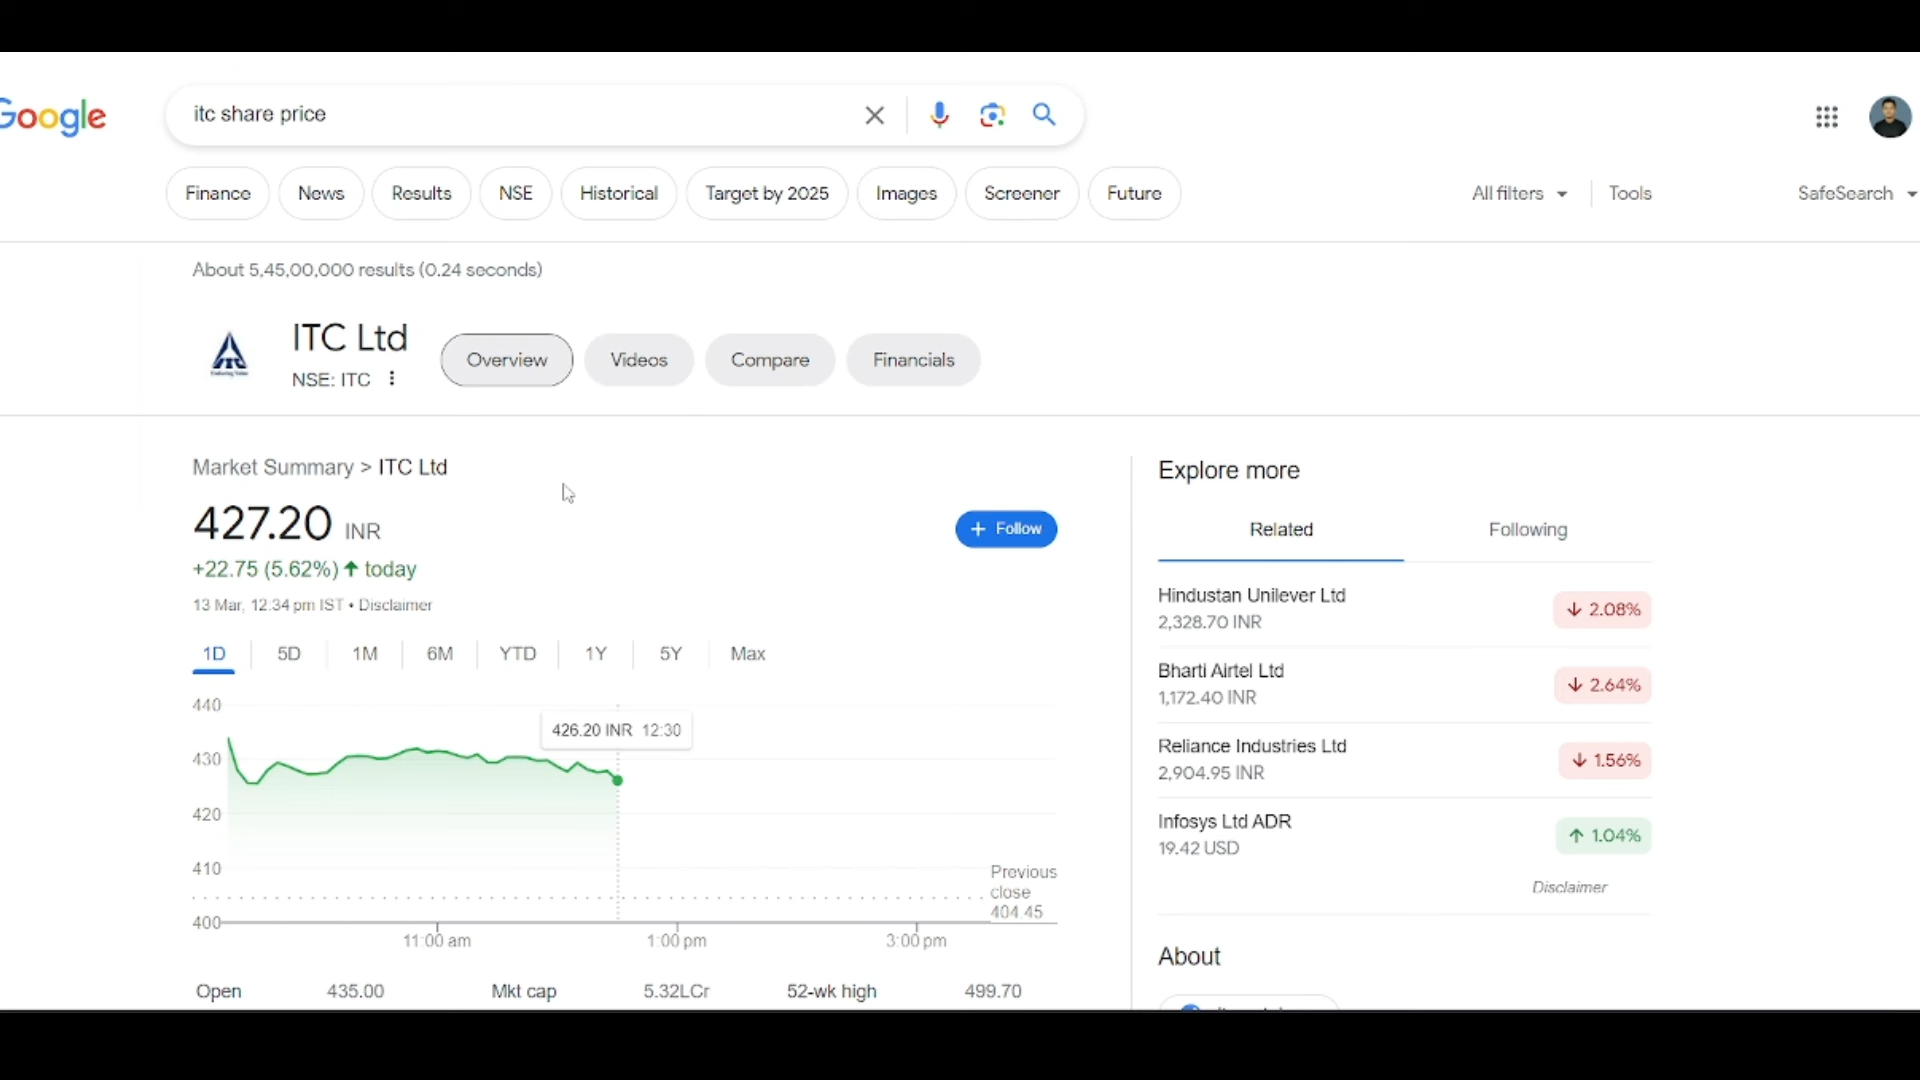 Google
itc share price
Finance
News
Results
NSE
Historical
Target by 2025
Images
Screener
Future
All filters
Tools
SafeSearch
About 5,45,00,000 results (0.24 seconds)
ITC Ltd
NSE: ITC
Overview
Videos
Compare
Financials
Market Summary > ITC Ltd
427.20 INR
+22.75 (5.62%) ↑ today
13 Mar, 12:34 pm IST • Disclaimer
+ Follow
1D
5D
1M
6M
YTD
1Y
5Y
Max
440
430
420
410
400
426.20 INR 12:30
Previous
close
404.45
11:00 am
1:00 pm
3:00 pm
Open 435.00
Mkt cap 5.32LCr
52-wk high 499.70
Explore more
Related
Following
Hindustan Unilever Ltd
2,328.70 INR
↓ 2.08%
Bharti Airtel Ltd
1,172.40 INR
↓ 2.64%
Reliance Industries Ltd
2,904.95 INR
↓ 1.56%
Infosys Ltd ADR
19.42 USD
↑ 1.04%
Disclaimer
About